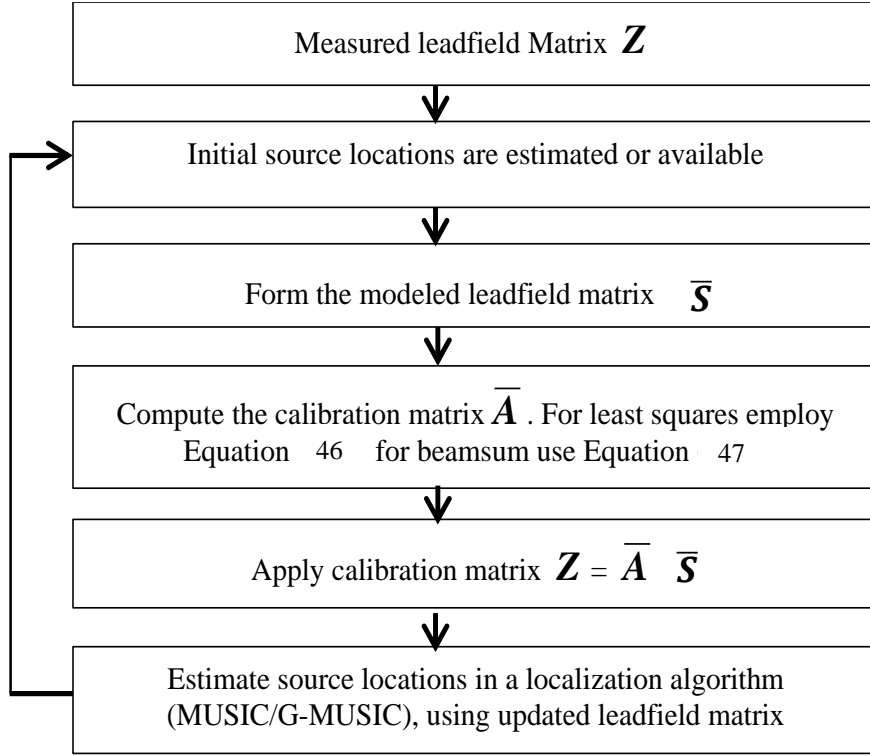 Measured leadfield Matrix Z
Initial source locations are estimated or available
Form the modeled leadfield matrix S̅
Compute the calibration matrix A̅ . For least squares employ
Equation 46 for beamsum use Equation 47
Apply calibration matrix Z = A̅ S̅
Estimate source locations in a localization algorithm
(MUSIC/G-MUSIC), using updated leadfield matrix